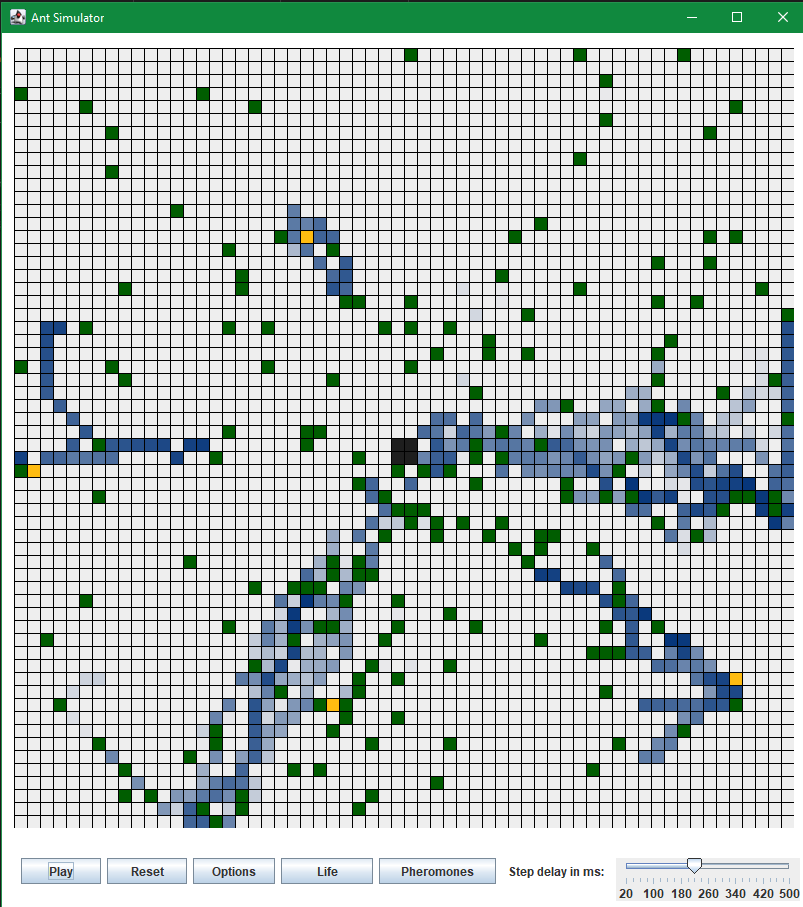 Ant Simulator
Play Reset Options Life Pheromones Step delay in ms:
20 100 180 260 340 420 500